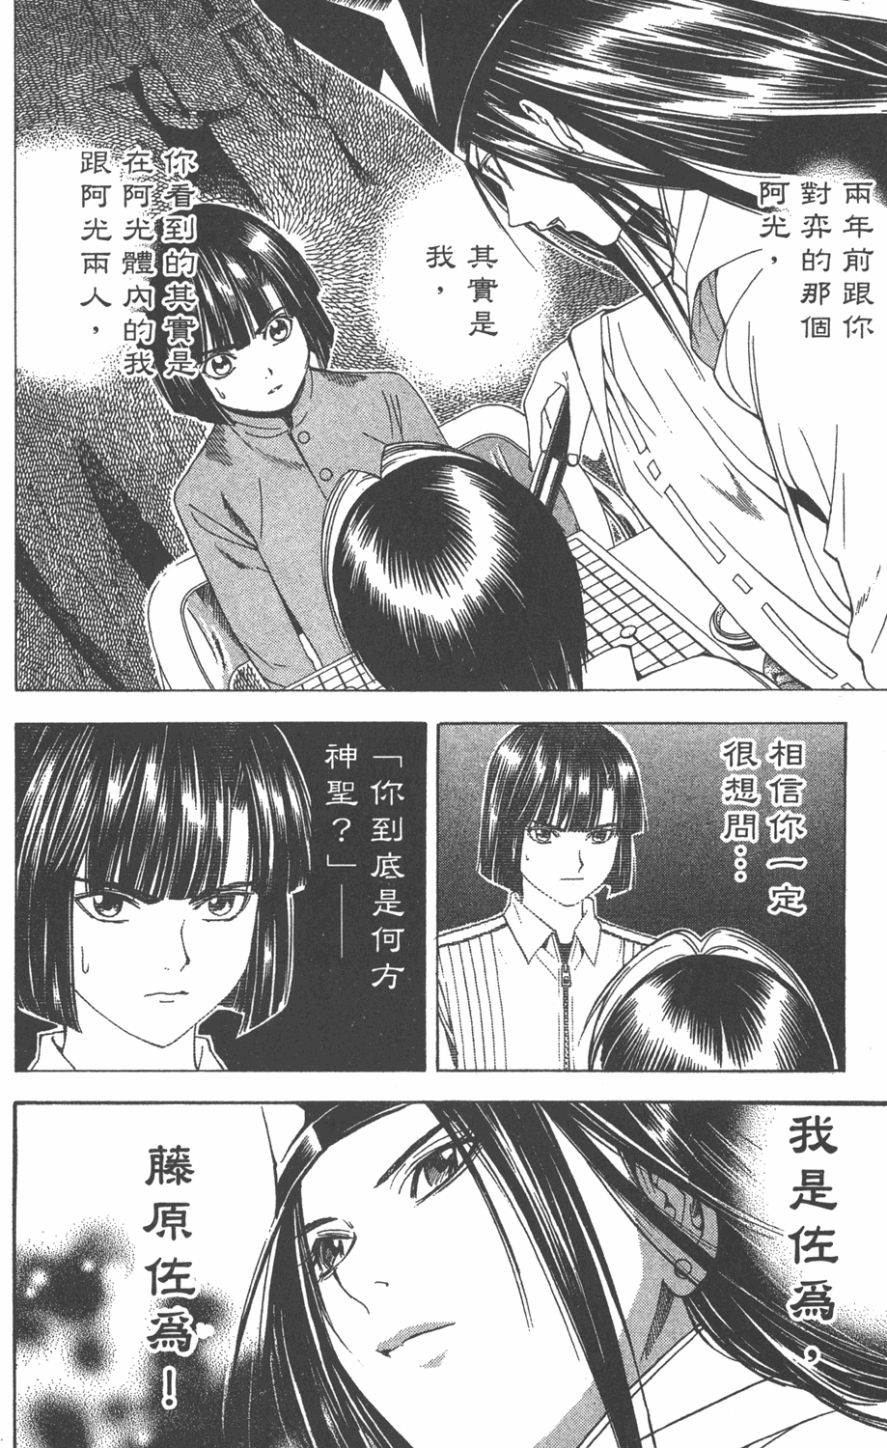 兩年前跟你
對弈的那個
阿光，
其實是
我，
你看到的其實是
在阿光體內的我
跟阿光兩人，
相信你一定
很想問…
「你到底是何方
神聖？」——
我是佐為，
藤原佐為！